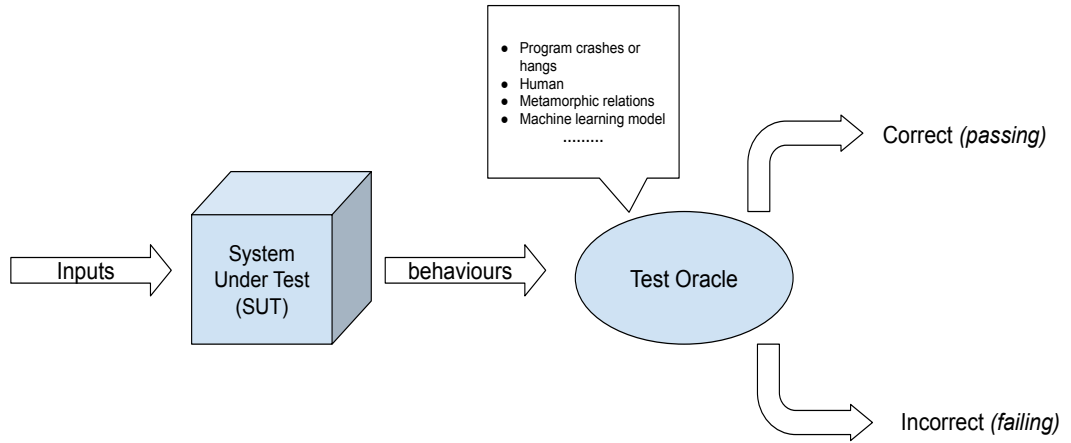 ● Program crashes or
hangs
● Human
● Metamorphic relations
● Machine learning model
.........
Correct (passing)
Inputs
System
Under Test
(SUT)
behaviours
Test Oracle
Incorrect (failing)